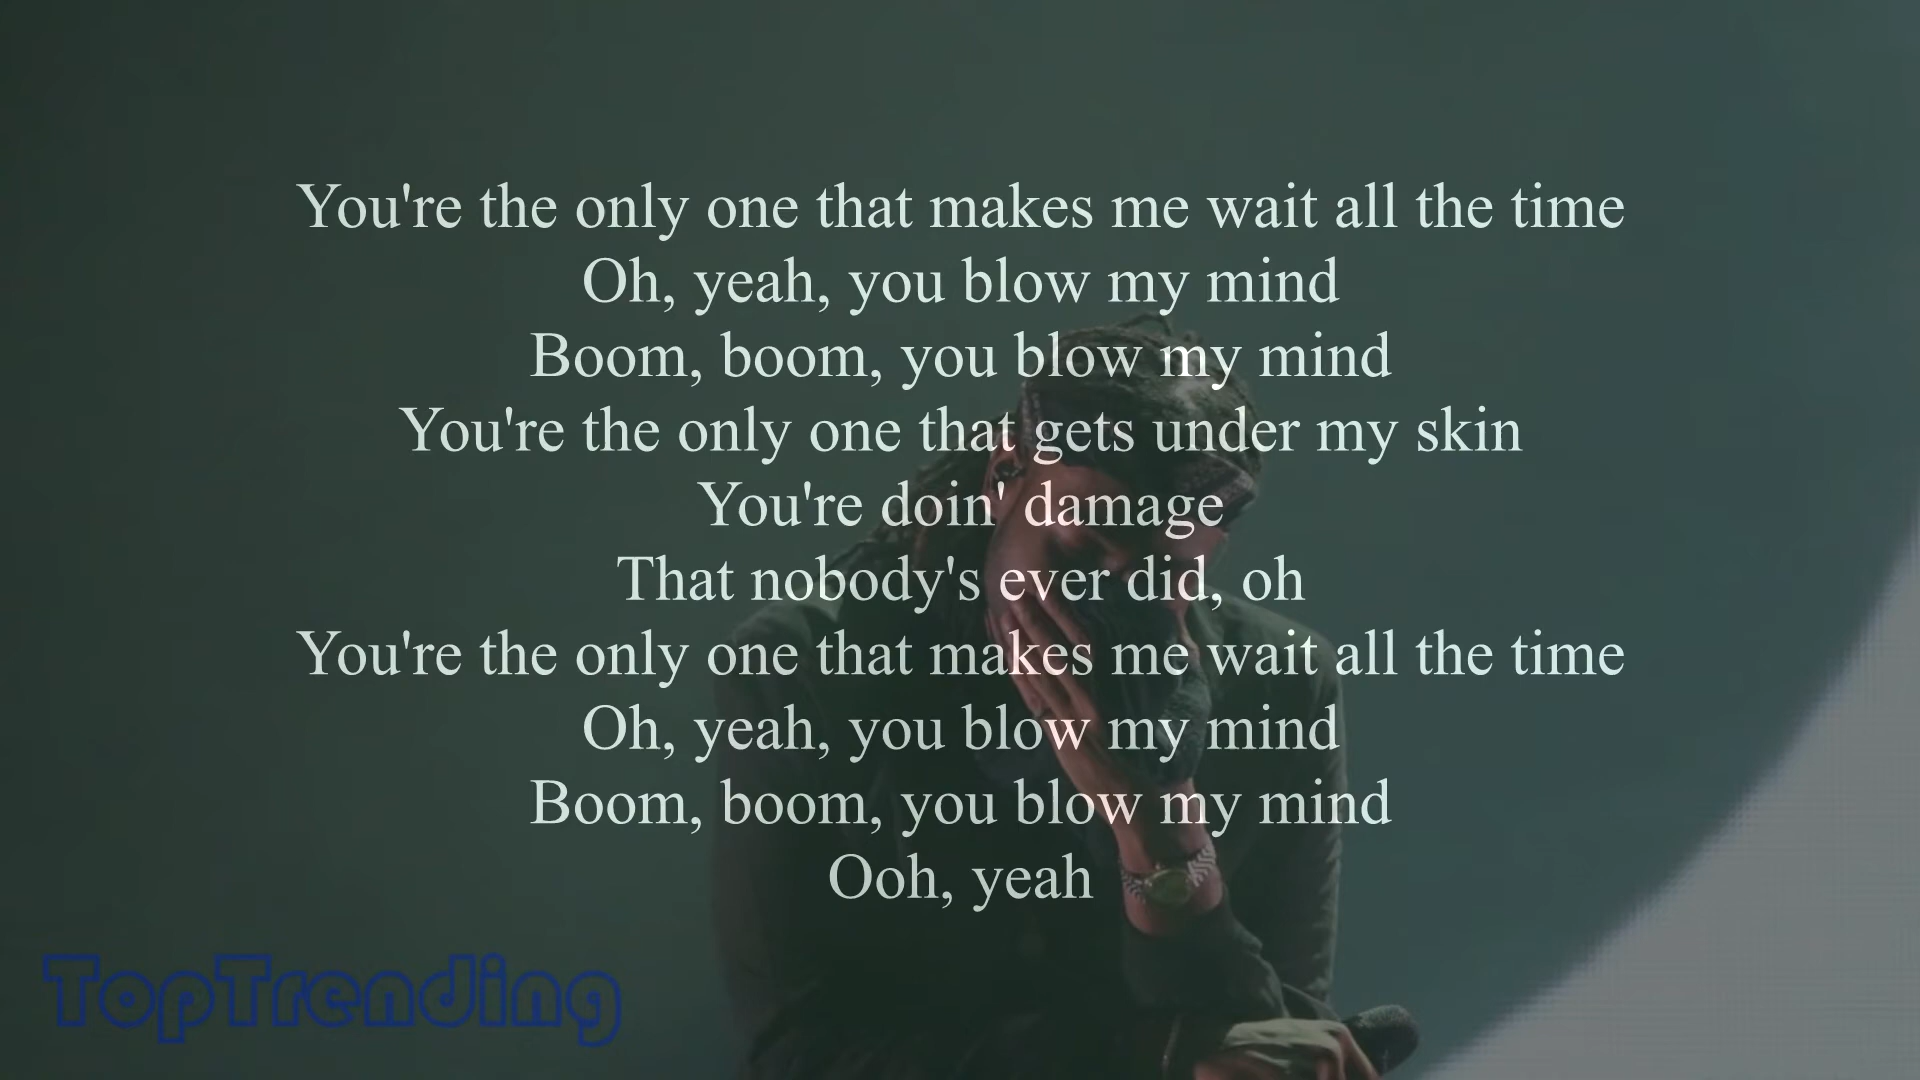 You're the only one that makes me wait all the time
Oh, yeah, you blow my mind
Boom, boom, you blow my mind
You're the only one that gets under my skin
You're doin' damage
That nobody's ever did, oh
You're the only one that makes me wait all the time
Oh, yeah, you blow my mind
Boom, boom, you blow my mind
Ooh, yeah
TopTrending